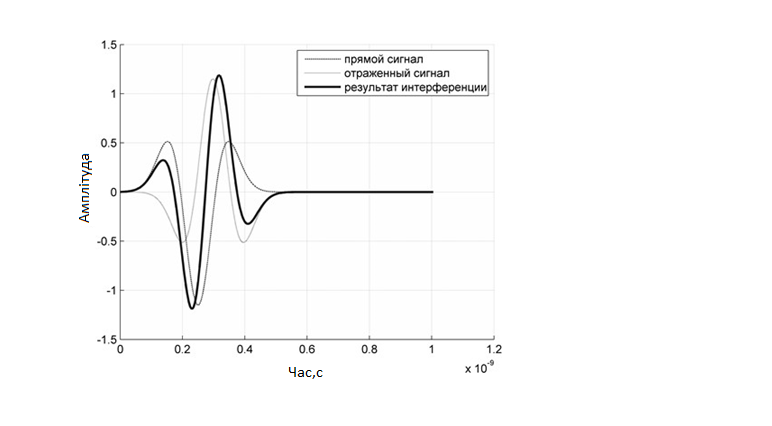 1.5
прямой сигнал
отраженный сигнал
результат интерференции
1
0.5
Амплітуда
0
-0.5
-1
-1.5
0
0.2
0.4
0.6
0.8
1
1.2
Час,с
x 10⁻⁹